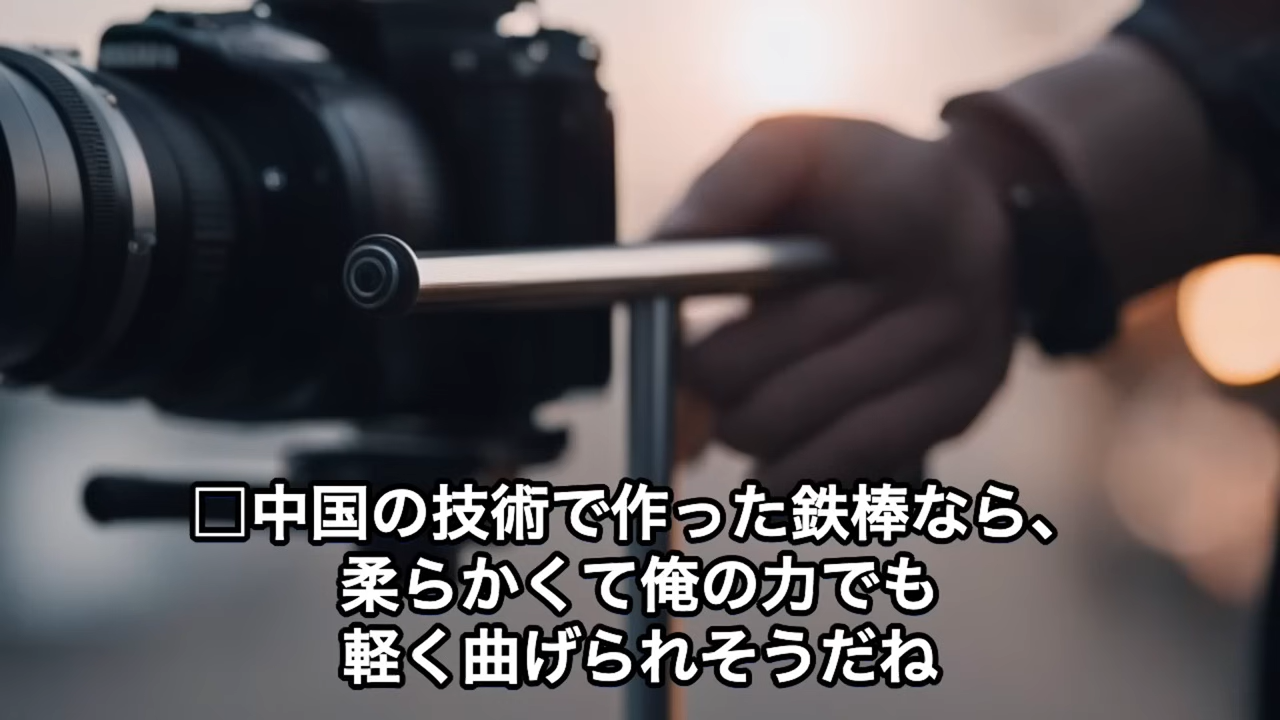 □中国の技術で作った鉄棒なら、
柔らかくて俺の力でも
軽く曲げられそうだね